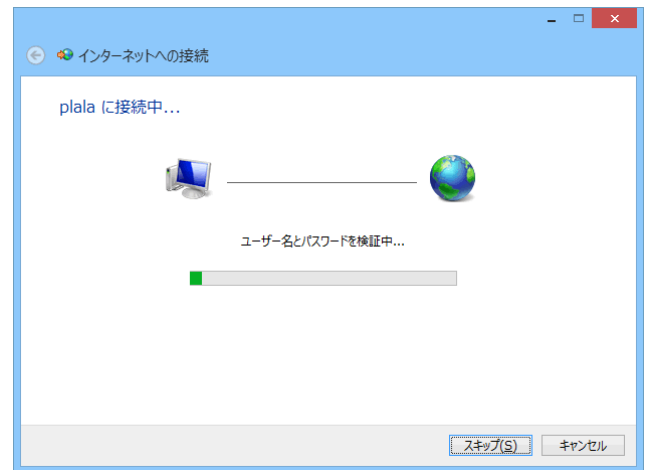 インターネットへの接続
plala に接続中...
ユーザー名とパスワードを検証中...
スキップ(S)
キャンセル